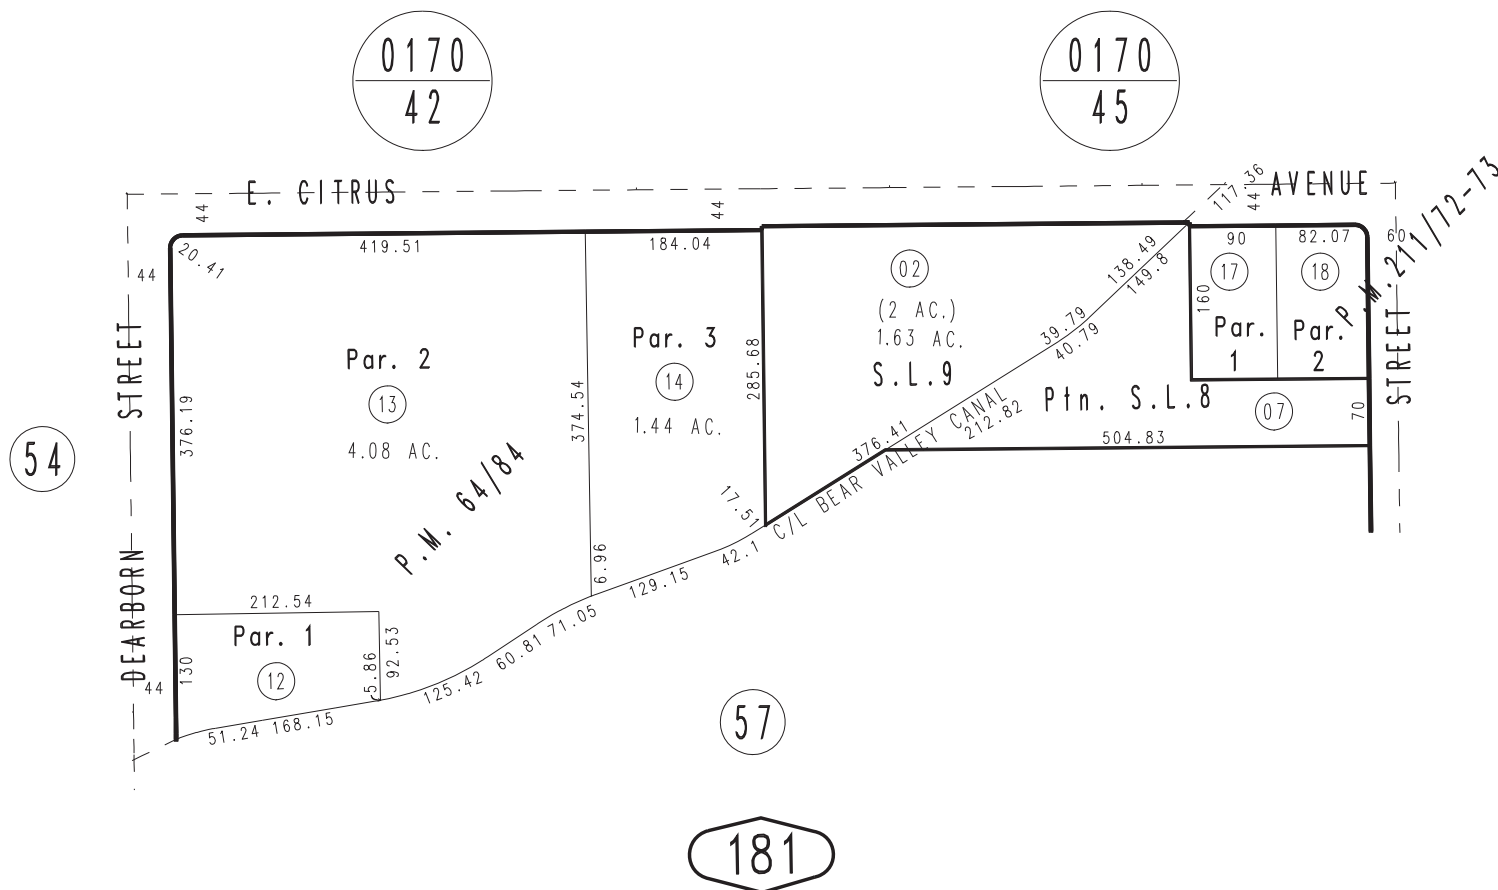 0170
42
0170
45
E. CITRUS
AVENUE
117.36
44
44
44
P.M. 211/72-73
20.41
419.51
184.04
90
82.07
60
44
138.49
149.8
02
17
18
(2 AC.)
1.63 AC.
S.L.9
160
Par.
1
Par.
2
39.79
40.79
Par. 3
14
1.44 AC.
285.68
Par. 2
13
4.08 AC.
STREET
STREET
376.19
374.54
Ptn. S.L.8
07
70
504.83
376.41
212.82
C/L BEAR VALLEY CANAL
54
P.M. 64/84
17.51
42.1
6.96
129.15
DEARBORN
212.54
Par. 1
12
130
44
5.86
92.53
71.05
60.81
125.42
51.24
168.15
57
181